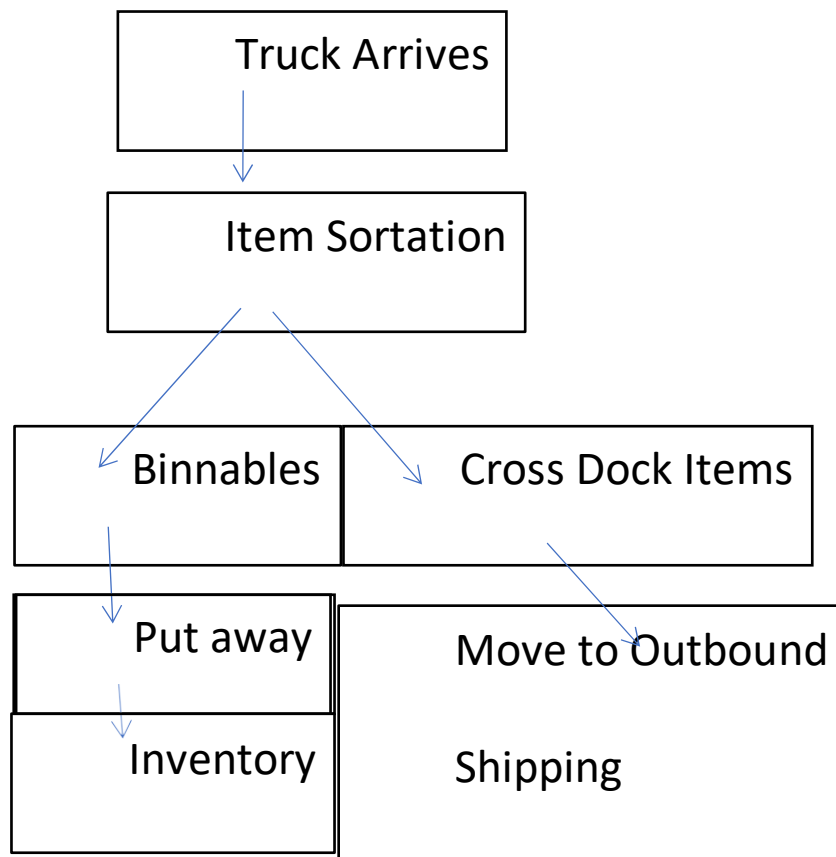 Truck Arrives
Item Sortation
Binnables
Cross Dock Items
Put away
Move to Outbound
Shipping
Inventory